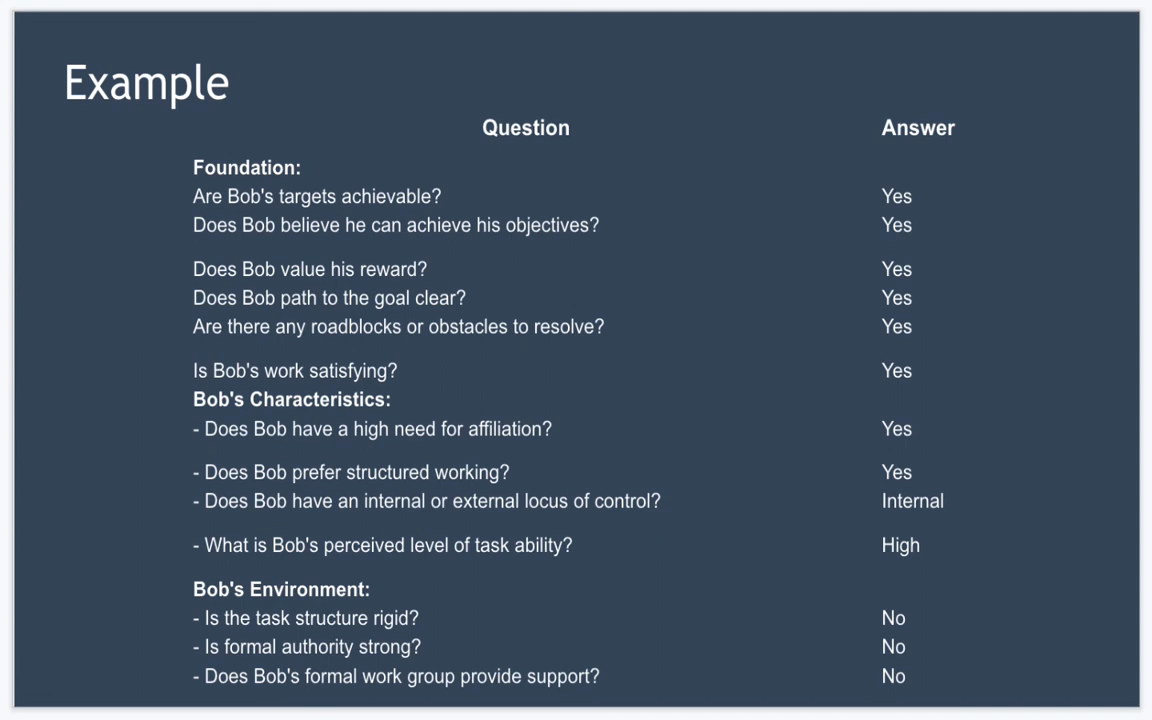 Example
Question Answer
Foundation:
Are Bob's targets achievable? Yes
Does Bob believe he can achieve his objectives? Yes
Does Bob value his reward? Yes
Does Bob path to the goal clear? Yes
Are there any roadblocks or obstacles to resolve? Yes
Is Bob's work satisfying? Yes
Bob's Characteristics:
- Does Bob have a high need for affiliation? Yes
- Does Bob prefer structured working? Yes
- Does Bob have an internal or external locus of control? Internal
- What is Bob's perceived level of task ability? High
Bob's Environment:
- Is the task structure rigid? No
- Is formal authority strong? No
- Does Bob's formal work group provide support? No